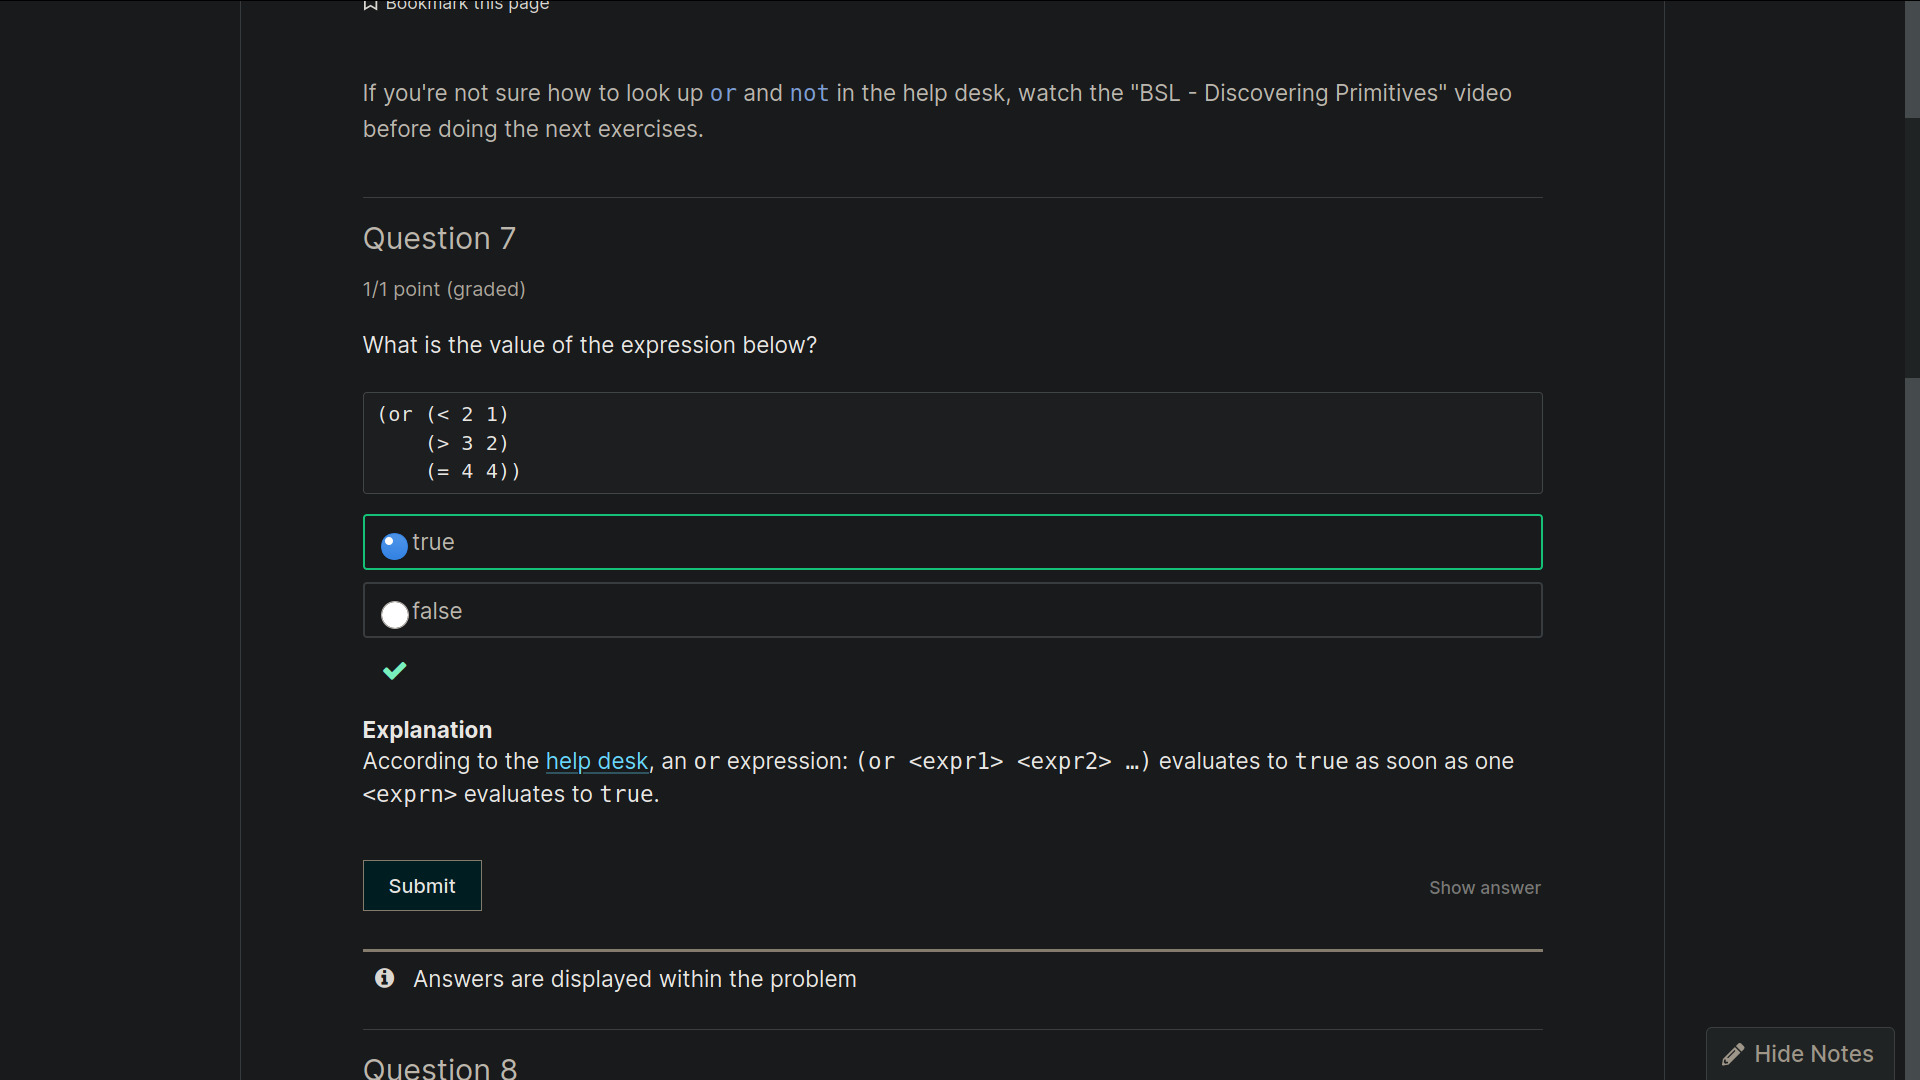 Bookmark this page
If you're not sure how to look up or and not in the help desk, watch the "BSL - Discovering Primitives" video
before doing the next exercises.
Question 7
1/1 point (graded)
What is the value of the expression below?
(or (< 2 1)
    (> 3 2)
    (= 4 4))
true
false
Explanation
According to the help desk, an or expression: (or <expr1> <expr2> …) evaluates to true as soon as one
<exprn> evaluates to true.
Submit
Show answer
Answers are displayed within the problem
Question 8
Hide Notes